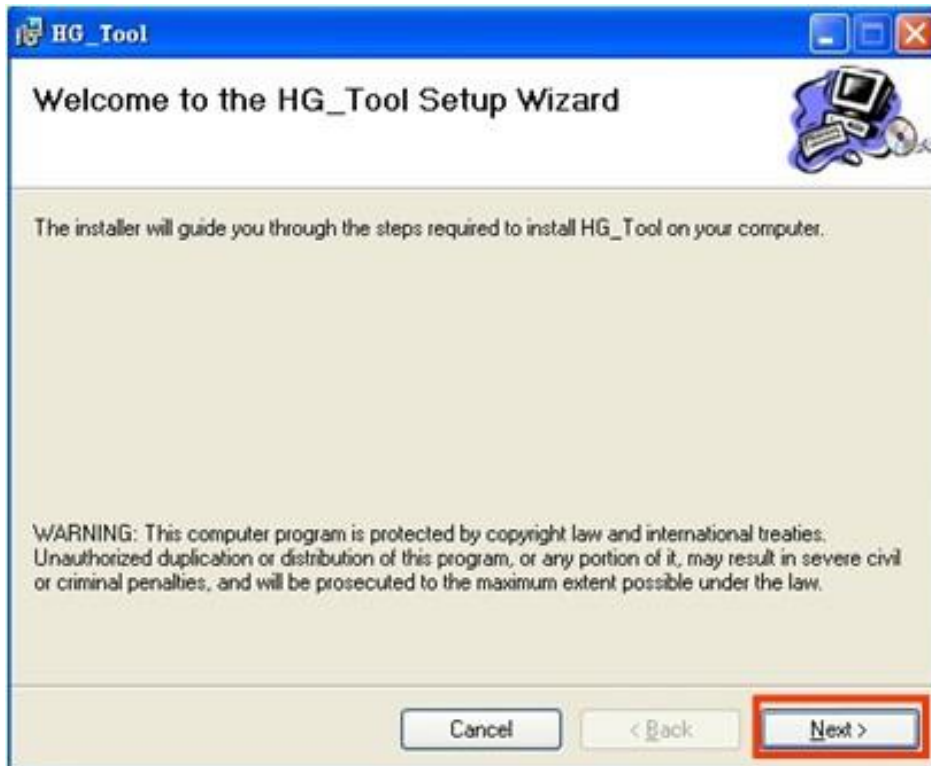 HG_Tool
Welcome to the HG_Tool Setup Wizard
The installer will guide you through the steps required to install HG_Tool on your computer.
WARNING: This computer program is protected by copyright law and international treaties.
Unauthorized duplication or distribution of this program, or any portion of it, may result in severe civil
or criminal penalties, and will be prosecuted to the maximum extent possible under the law.
Cancel < Back Next >